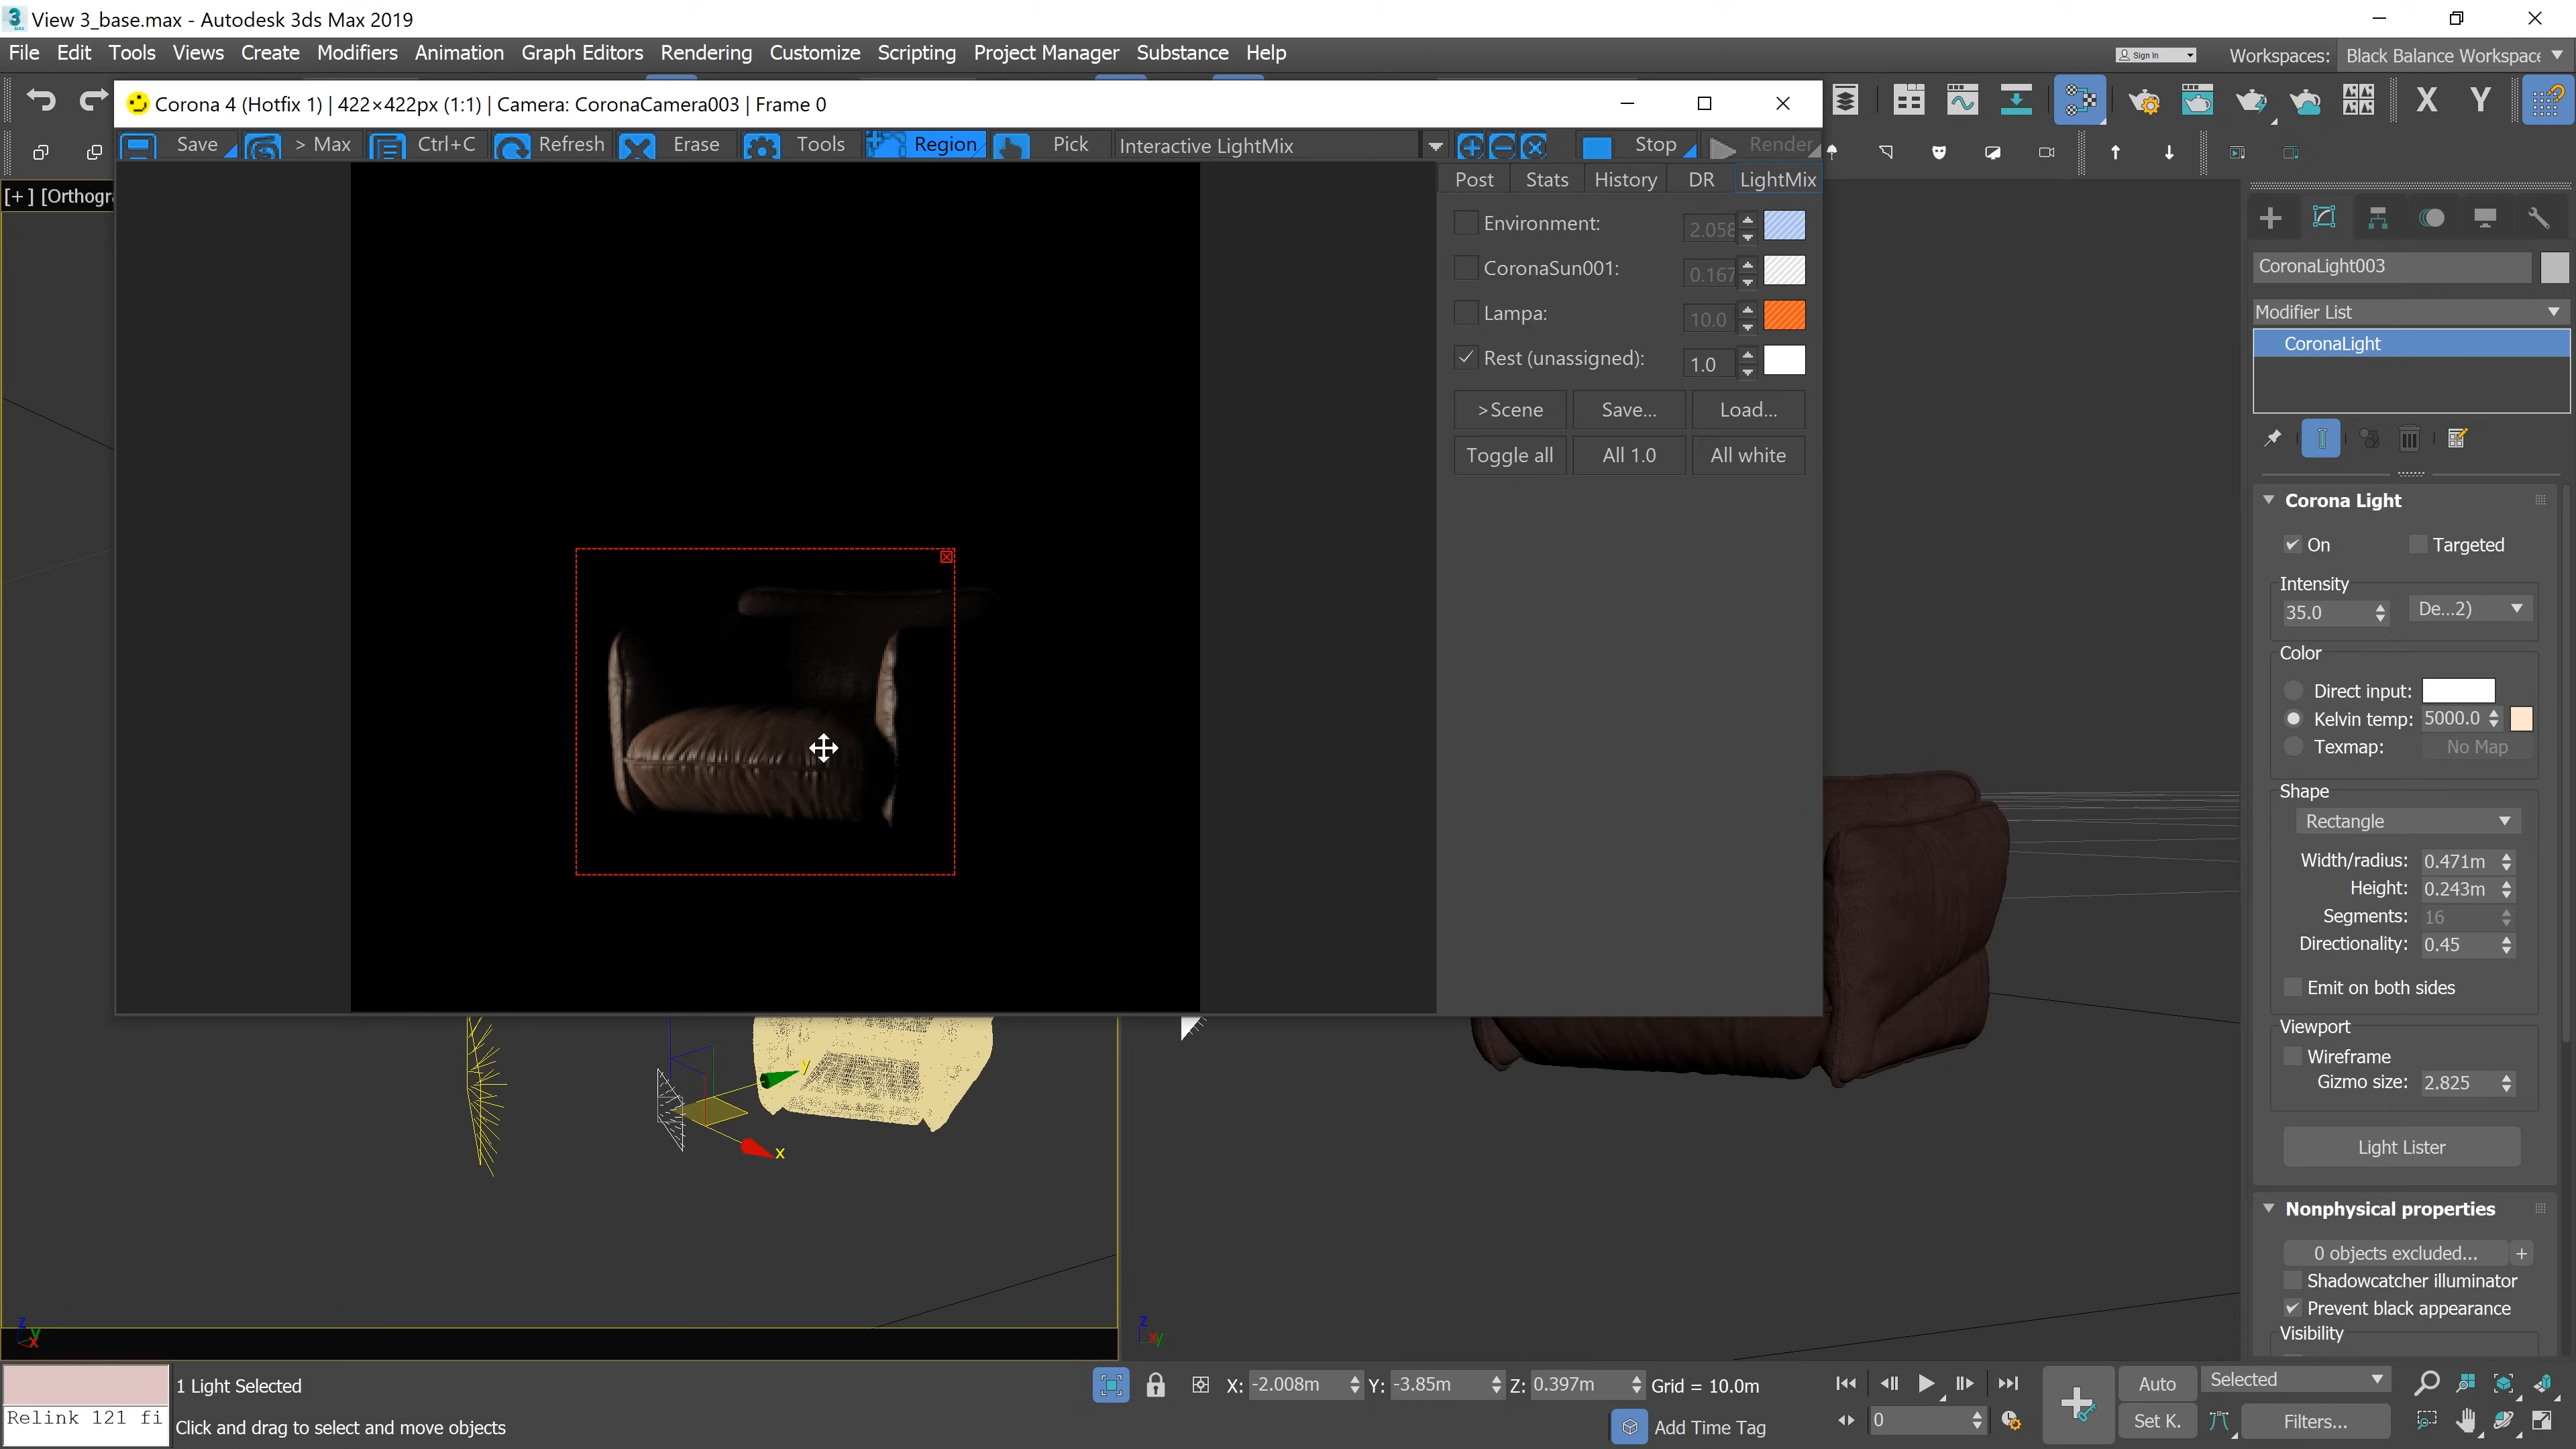 View 3_base.max - Autodesk 3ds Max 2019
File Edit Tools Views Create Modifiers Animation Graph Editors Rendering Customize Scripting Project Manager Substance Help
Sign In
Workspaces: Black Balance Workspace
Corona 4 (Hotfix 1) | 422×422px (1:1) | Camera: CoronaCamera003 | Frame 0
X Y
Save > Max Ctrl+C Refresh Erase Tools Region Pick Interactive LightMix Stop Render
[+] [Orthogr
Post Stats History DR LightMix
Environment: 2.058
CoronaSun001: 0.167
Lampa: 10.0
Rest (unassigned): 1.0
>Scene Save... Load...
Toggle all All 1.0 All white
CoronaLight003
Modifier List
CoronaLight
Corona Light
On Targeted
Intensity
35.0 De...2)
Color
Direct input:
Kelvin temp: 5000.0
Texmap: No Map
Shape
Rectangle
Width/radius: 0.471m
Height: 0.243m
Segments: 16
Directionality: 0.45
Emit on both sides
Viewport
Wireframe
Gizmo size: 2.825
Light Lister
Nonphysical properties
0 objects excluded... +
Shadowcatcher illuminator
Prevent black appearance
Visibility
y
x
z
y
x
z
x
y
1 Light Selected
X: -2.008m Y: -3.85m Z: 0.397m Grid = 10.0m
Auto Selected
Relink 121 fi
Click and drag to select and move objects
Add Time Tag
0
Set K. Filters...